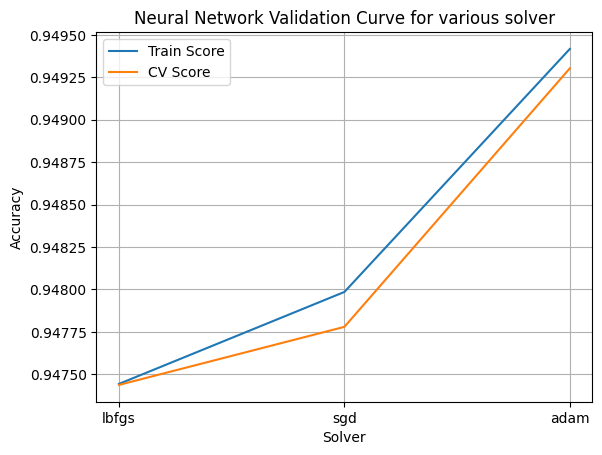 Neural Network Validation Curve for various solver
Train Score
CV Score
0.94950
0.94925
0.94900
0.94875
0.94850
0.94825
0.94800
0.94775
0.94750
Accuracy
lbfgs sgd adam
Solver